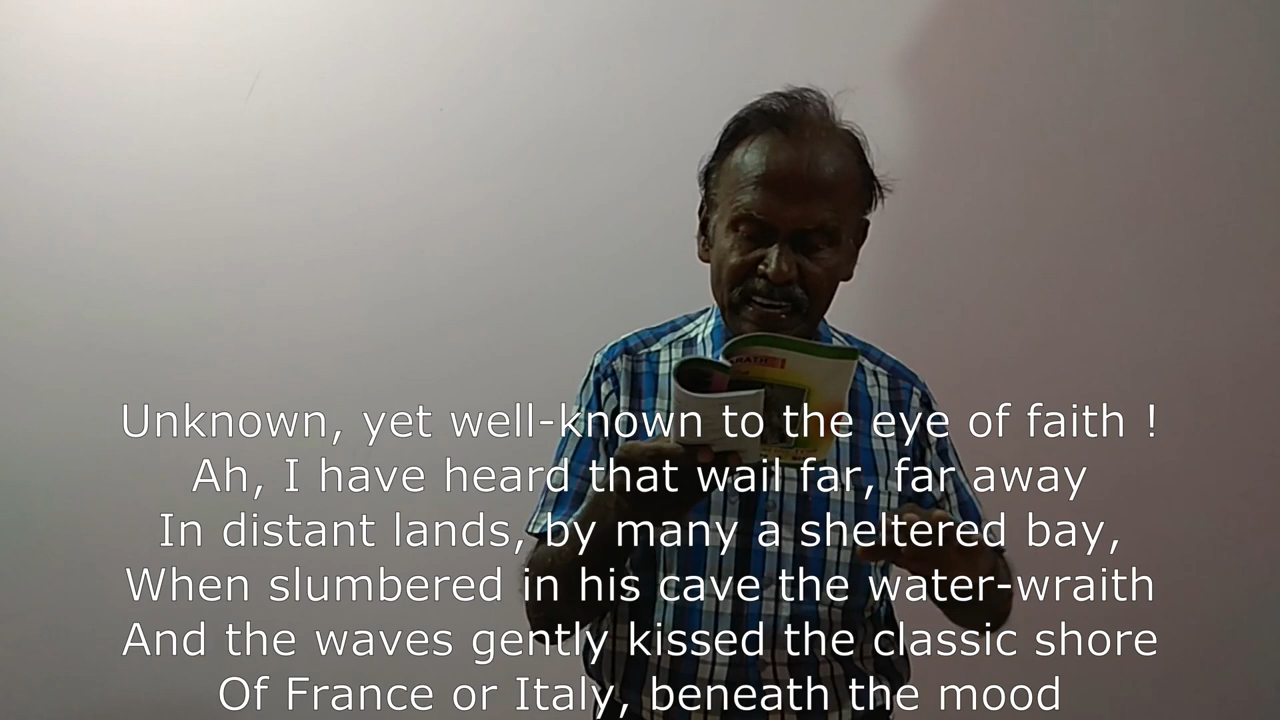 ARATH
Unknown, yet well-known to the eye of faith !
Ah, I have heard that wail far, far away
In distant lands, by many a sheltered bay,
When slumbered in his cave the water-wraith
And the waves gently kissed the classic shore
Of France or Italy, beneath the mood